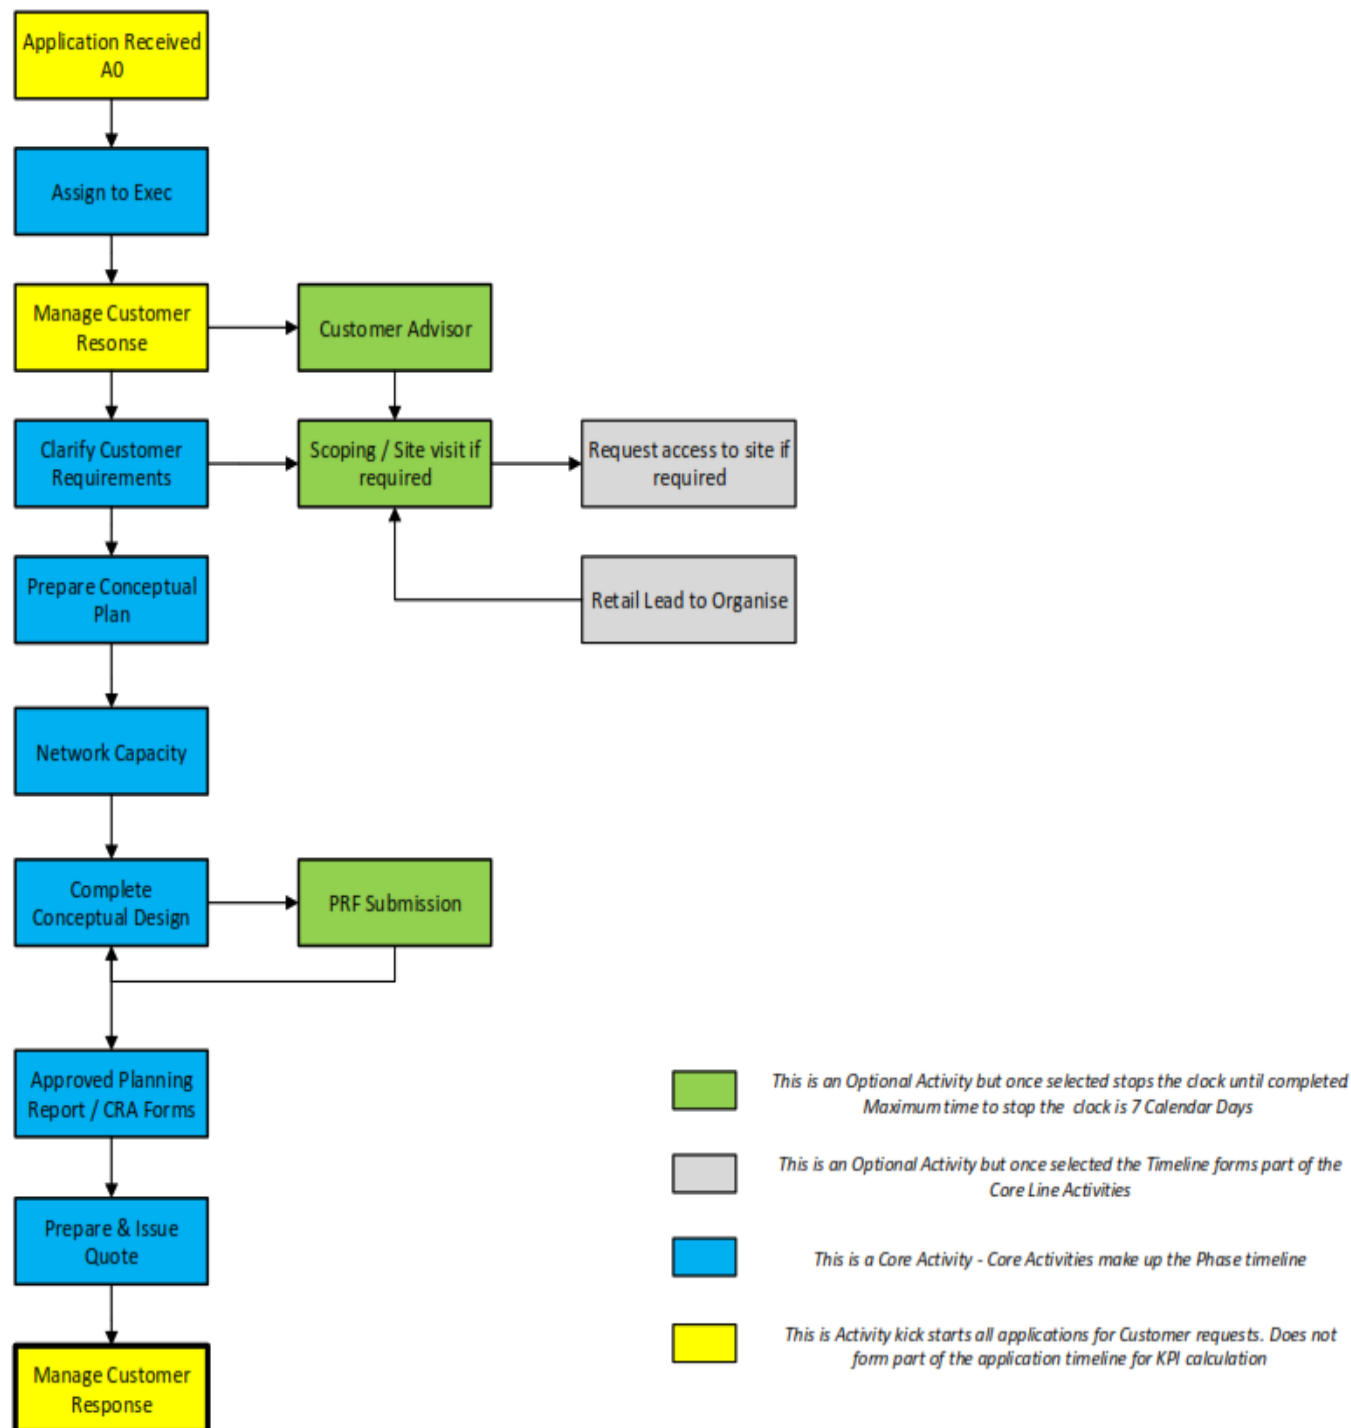 Application Received
A0
Assign to Exec
Manage Customer
Resonse
Customer Advisor
Clarify Customer
Requirements
Scoping / Site visit if
required
Request access to site if
required
Prepare Conceptual
Plan
Retail Lead to Organise
Network Capacity
Complete
Conceptual Design
PRF Submission
Approved Planning
Report / CRA Forms
Prepare & Issue
Quote
Manage Customer
Response
This is an Optional Activity but once selected stops the clock until completed
Maximum time to stop the clock is 7 Calendar Days
This is an Optional Activity but once selected the Timeline forms part of the
Core Line Activities
This is a Core Activity - Core Activities make up the Phase timeline
This is Activity kick starts all applications for Customer requests. Does not
form part of the application timeline for KPI calculation